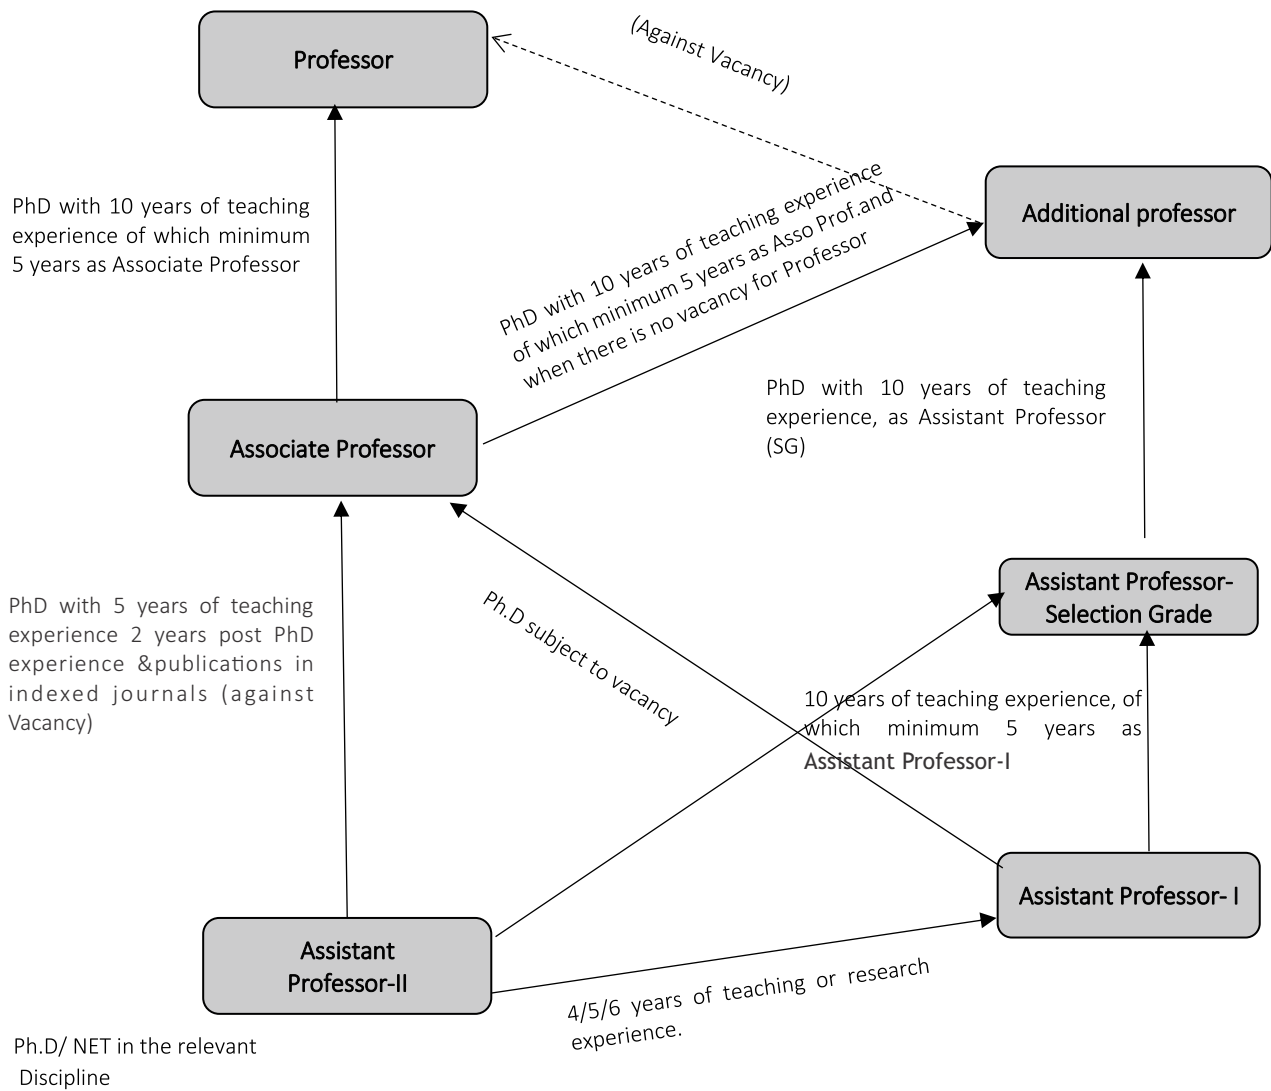 (Against Vacancy)
Professor
Additional professor
PhD with 10 years of teaching
experience of which minimum
5 years as Associate Professor
PhD with 10 years of teaching experience
of which minimum 5 years as Asso Prof.and
when there is no vacancy for Professor
PhD with 10 years of teaching
experience, as Assistant Professor
(SG)
Associate Professor
Assistant Professor-
Selection Grade
PhD with 5 years of teaching
experience 2 years post PhD
experience &publications in
indexed journals (against
Vacancy)
Ph.D subject to vacancy
10 years of teaching experience, of
which minimum 5 years as
Assistant Professor-I
Assistant Professor- I
Assistant
Professor-II
4/5/6 years of teaching or research
experience.
Ph.D/ NET in the relevant
Discipline